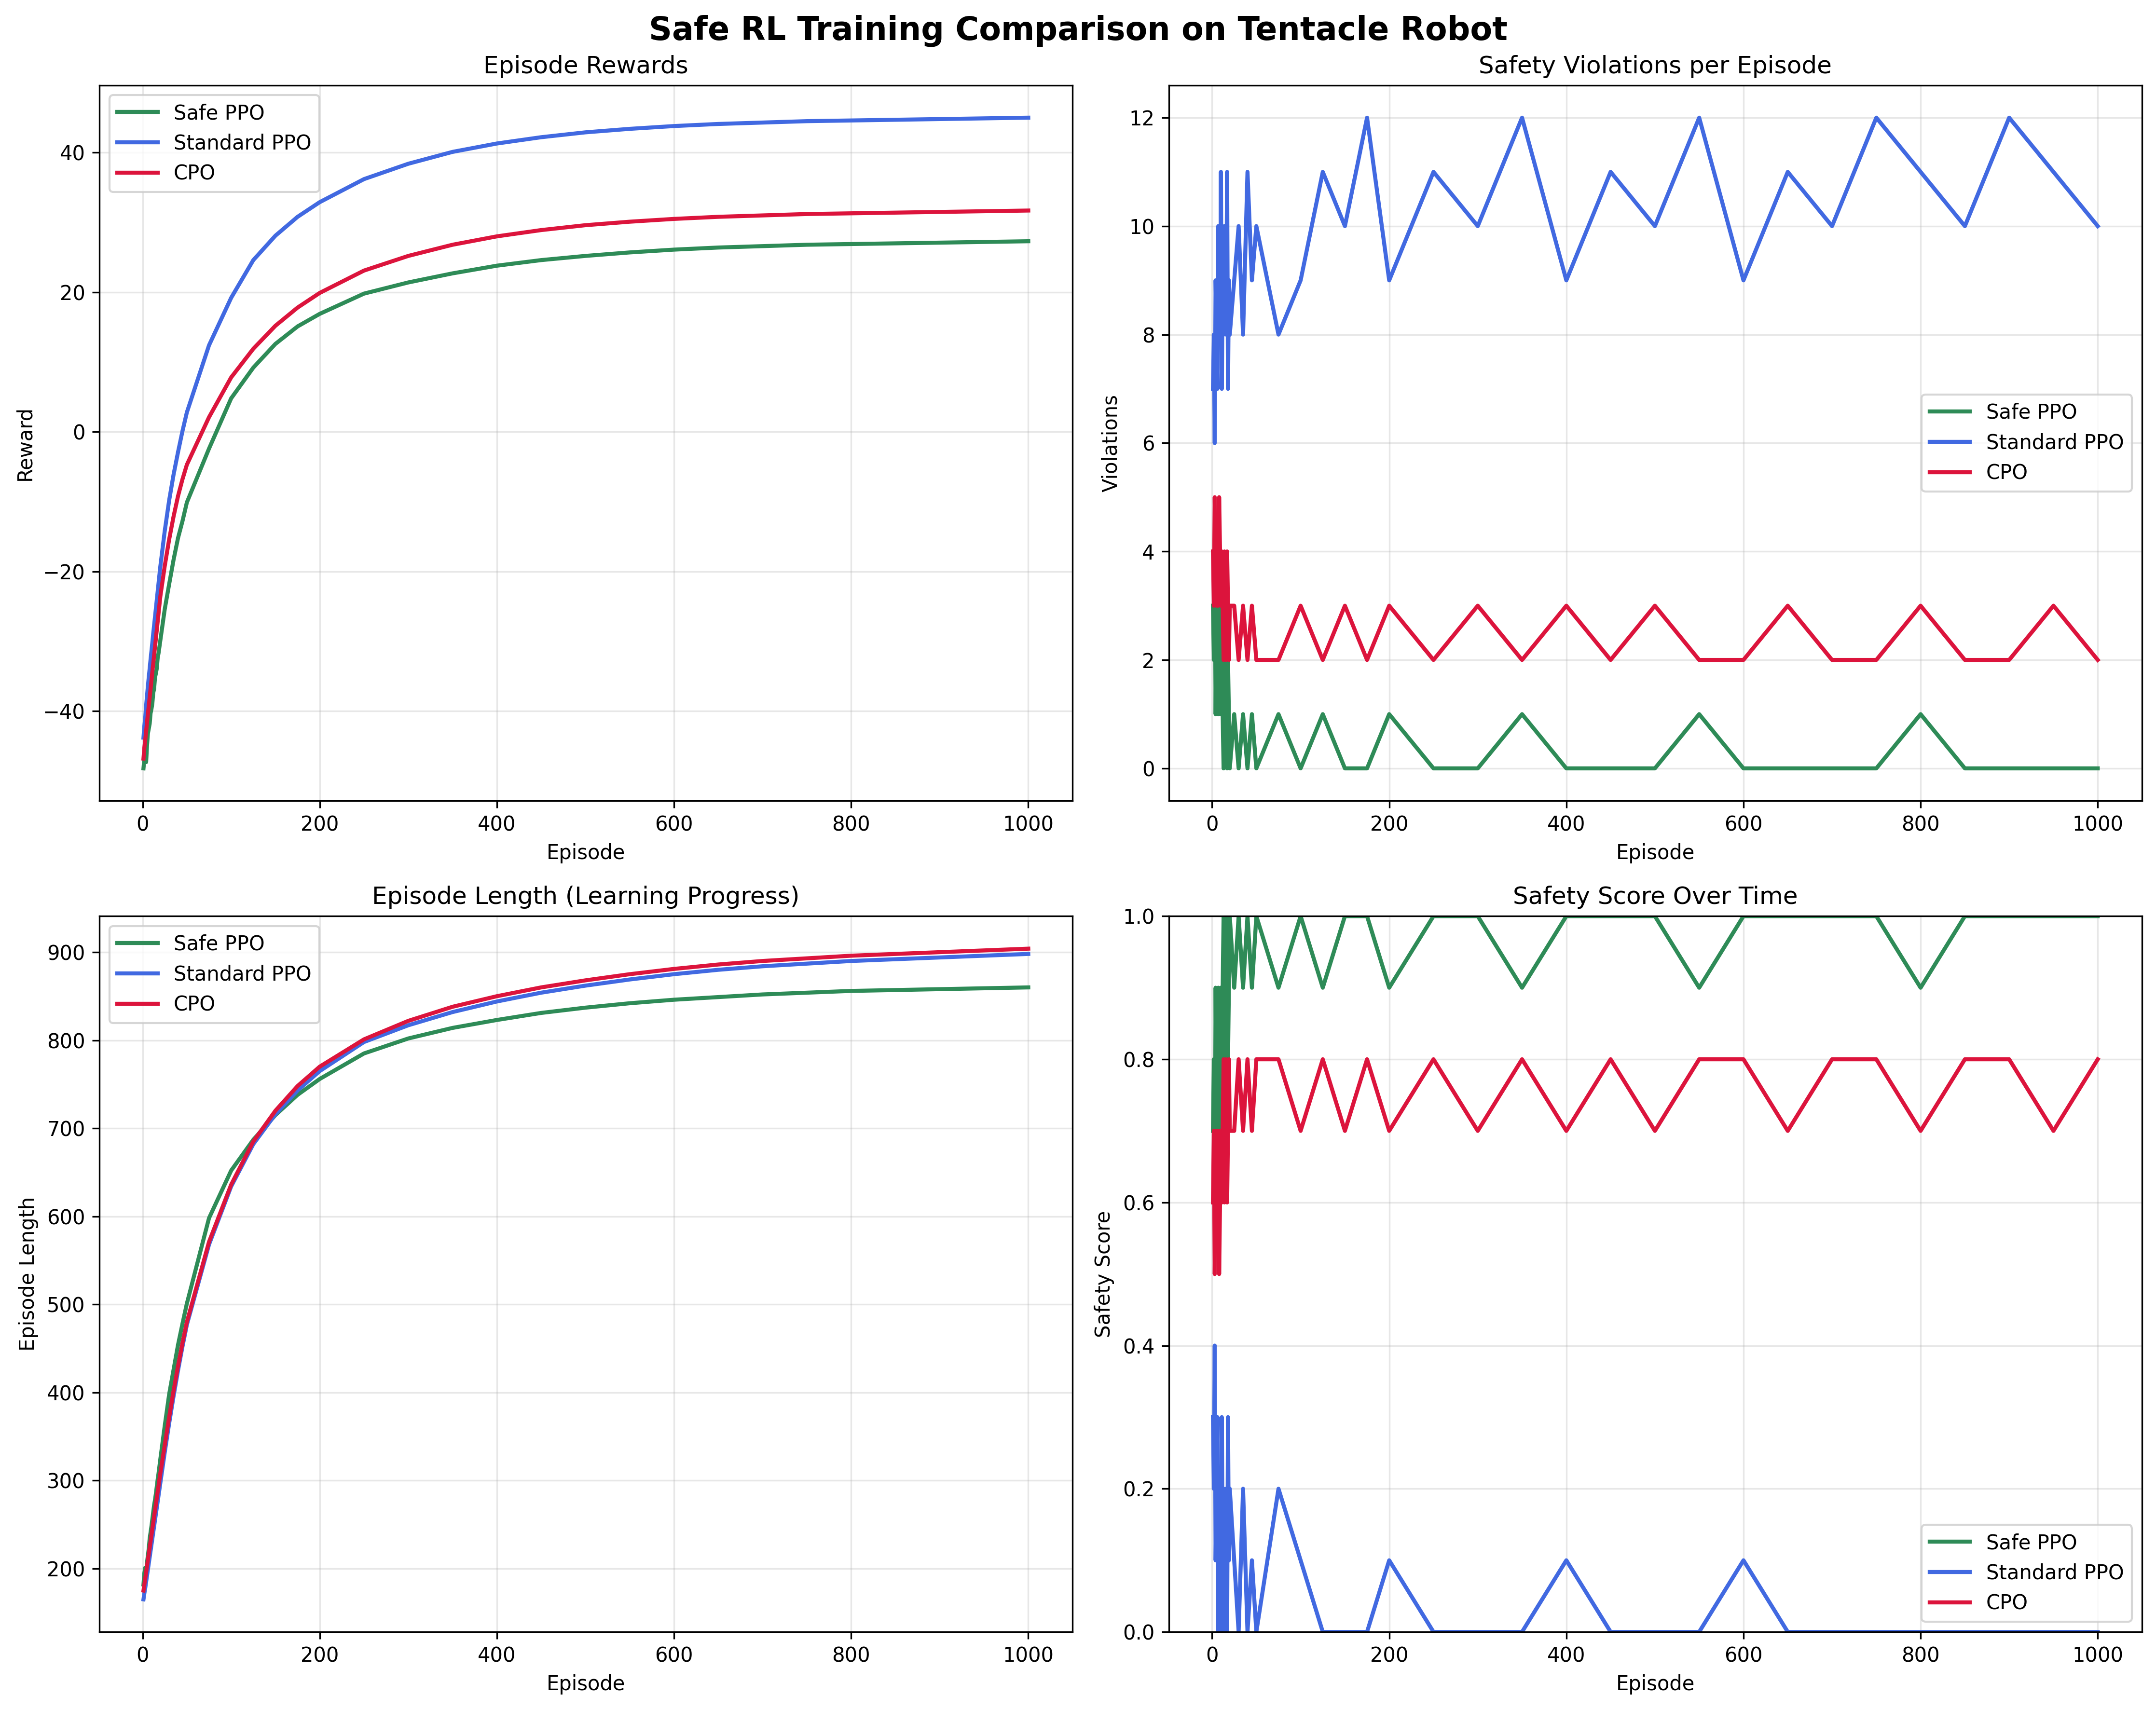 Safe RL Training Comparison on Tentacle Robot
Episode Rewards
Safe PPO
Standard PPO
CPO
40
20
0
−20
−40
Reward
0 200 400 600 800 1000
Episode
Safety Violations per Episode
12
10
8
6
4
2
0
Violations
Safe PPO
Standard PPO
CPO
0 200 400 600 800 1000
Episode
Episode Length (Learning Progress)
Safe PPO
Standard PPO
CPO
900
800
700
600
500
400
300
200
Episode Length
0 200 400 600 800 1000
Episode
Safety Score Over Time
1.0
0.8
0.6
0.4
0.2
0.0
Safety Score
Safe PPO
Standard PPO
CPO
0 200 400 600 800 1000
Episode